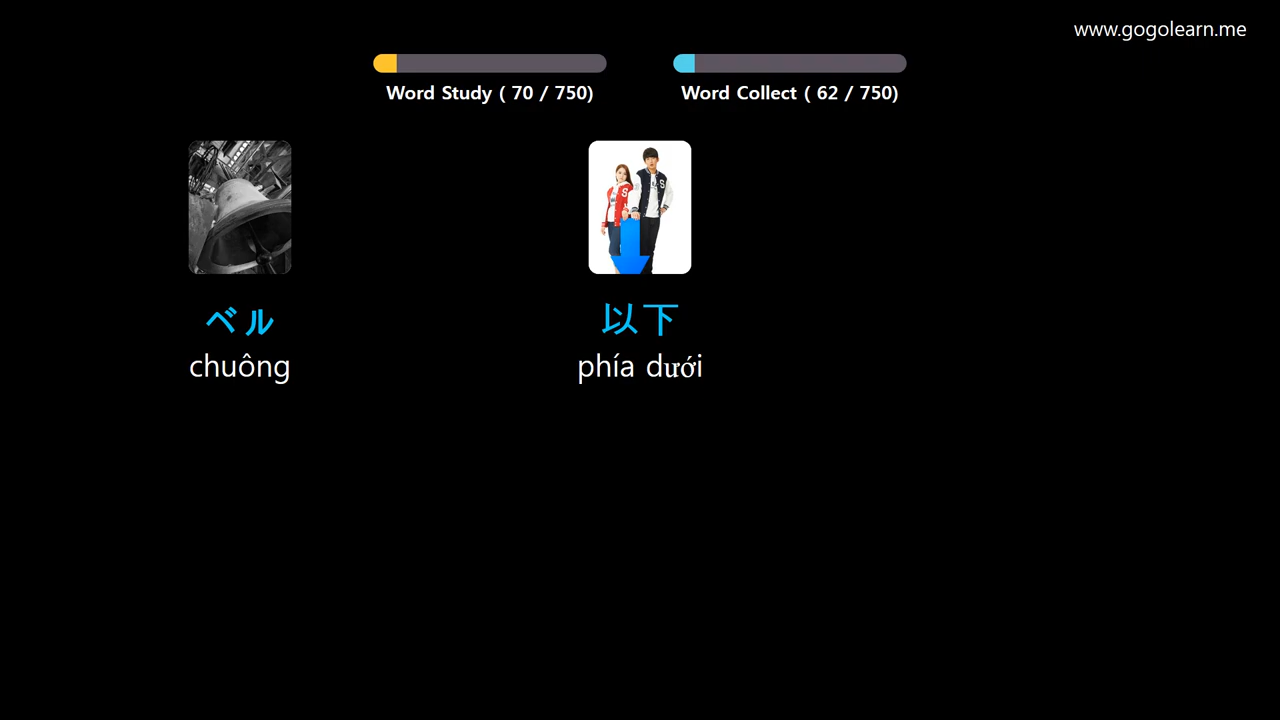 www.gogolearn.me
Word Study ( 70 / 750)
Word Collect ( 62 / 750)
ベル
chuông
以下
phía dưới